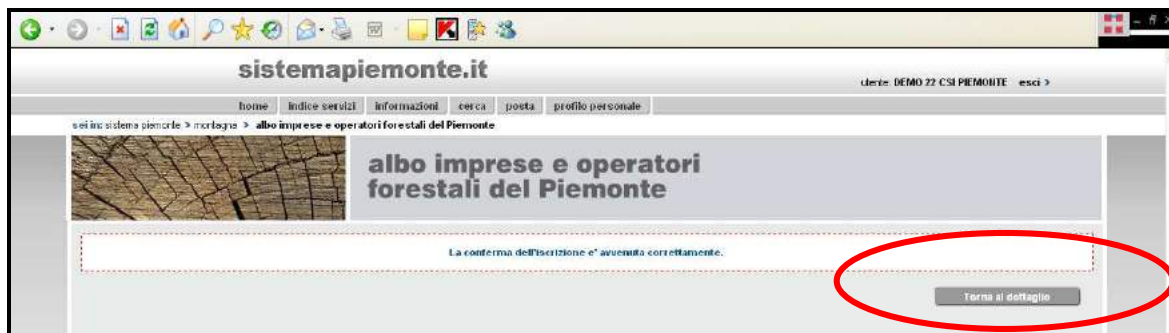 sistemapiemonte.it
utente: DEMO 22 CSI PIEMONTE esci >
home indice servizi informazioni cerca posta profilo personale
sei in: sistema piemonte > montagna > albo imprese e operatori forestali del Piemonte
albo imprese e operatori
forestali del Piemonte
La conferma dell'iscrizione e' avvenuta correttamente.
Torna al dettaglio